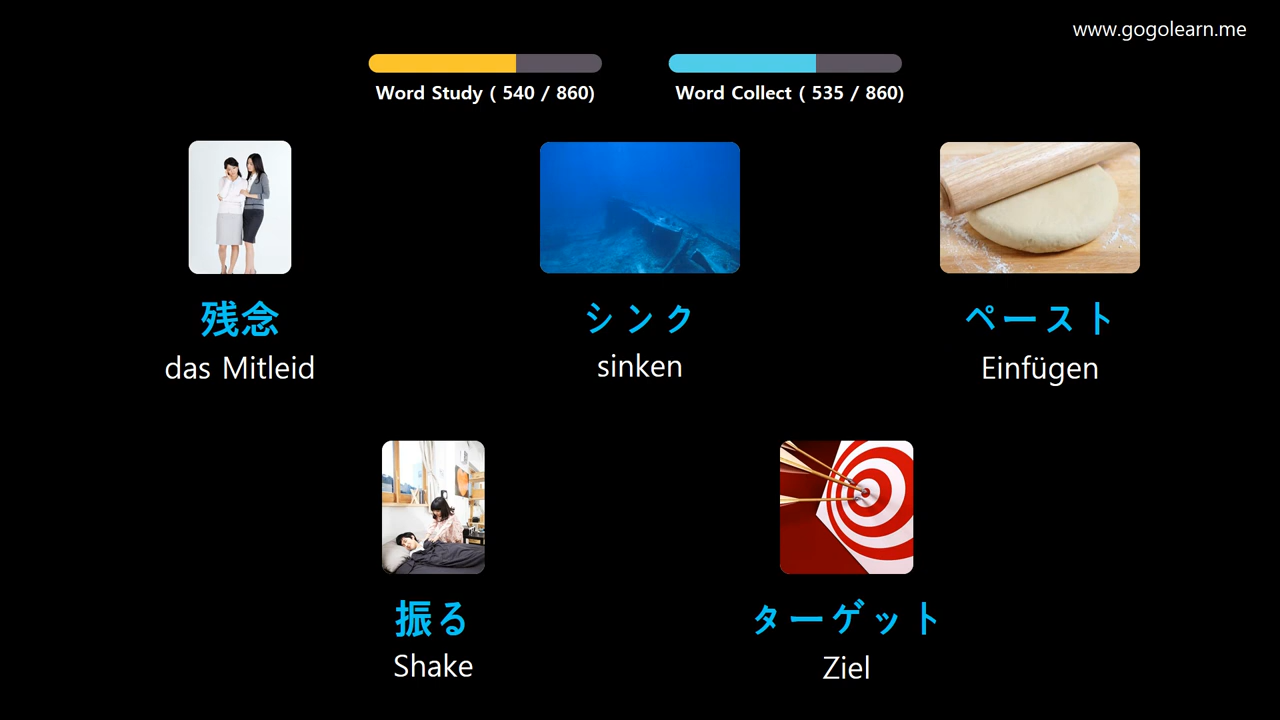 www.gogolearn.me
Word Study ( 540 / 860)
Word Collect ( 535 / 860)
残念
das Mitleid
シンク
sinken
ペースト
Einfügen
振る
Shake
ターゲット
Ziel